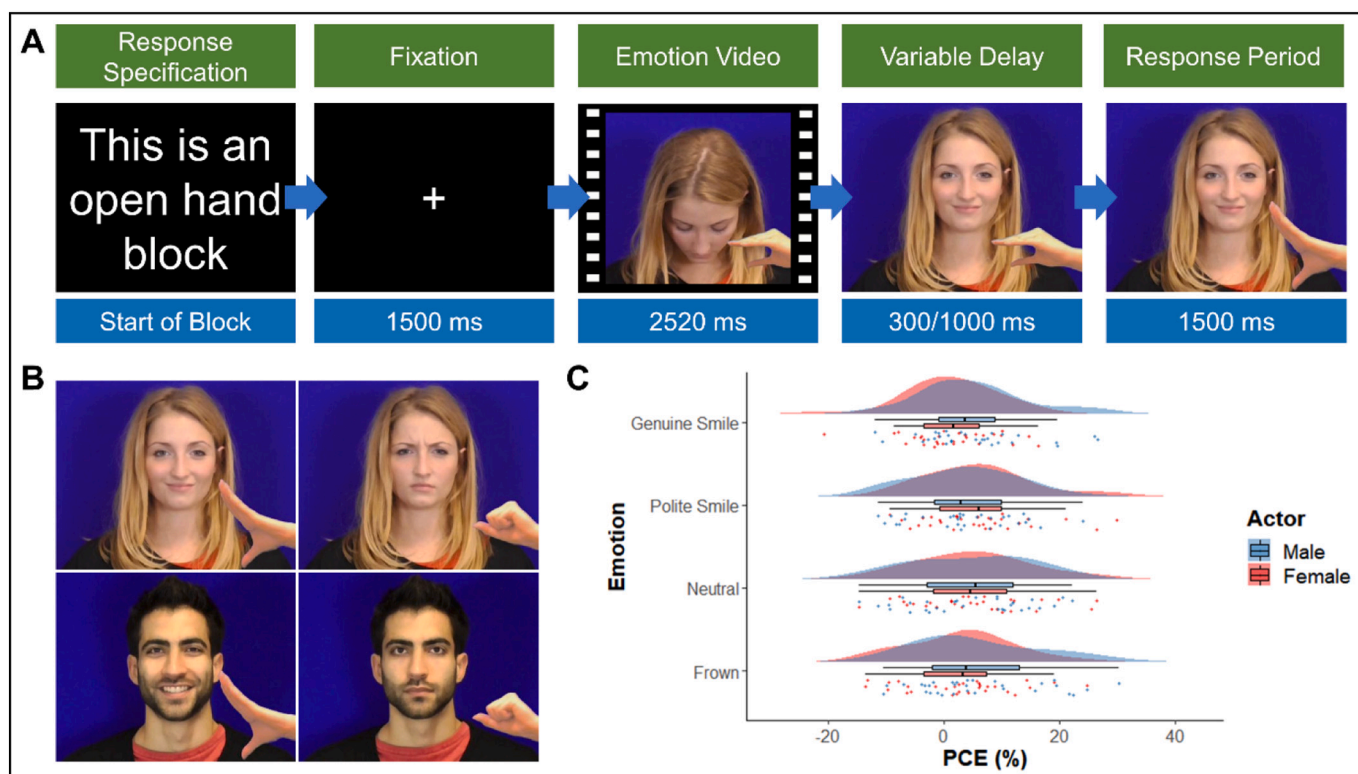 A
Response
Specification
Fixation
Emotion Video
Variable Delay
Response Period
This is an
open hand
block
+
Start of Block
1500 ms
2520 ms
300/1000 ms
1500 ms
B
C
Emotion
Genuine Smile
Polite Smile
Neutral
Frown
-20
0
20
40
PCE (%)
Actor
Male
Female